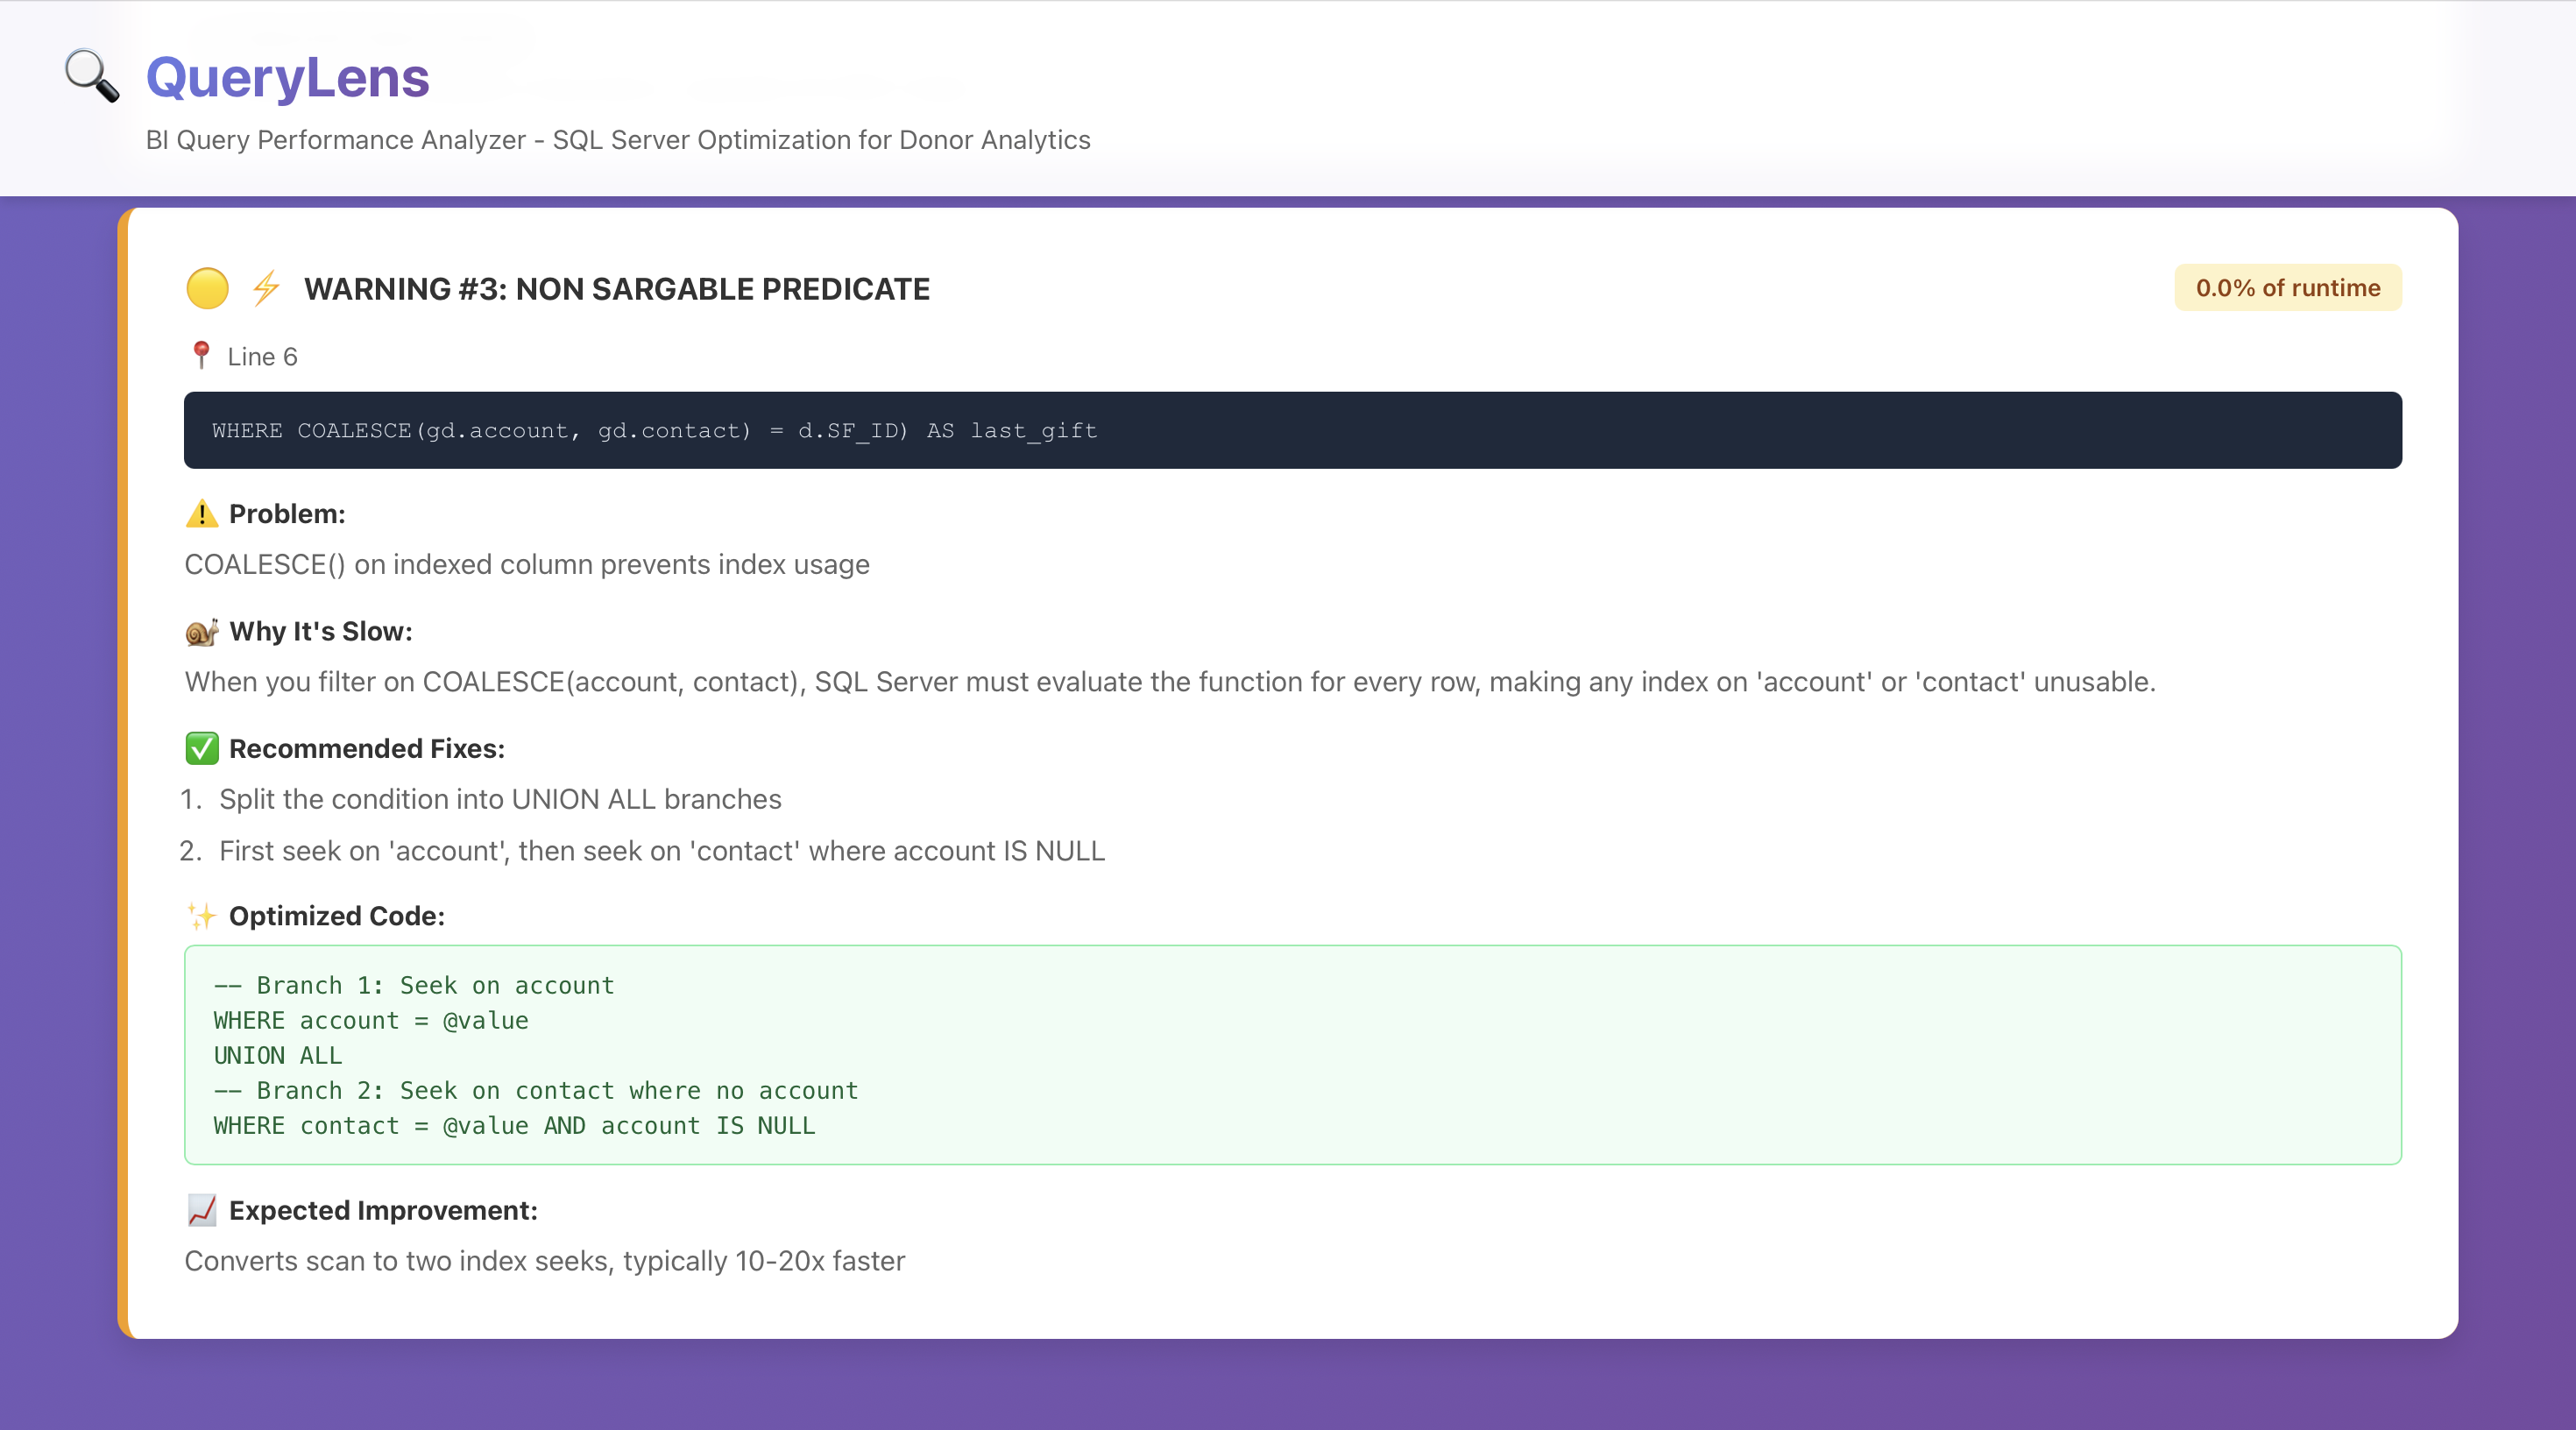 QueryLens
BI Query Performance Analyzer - SQL Server Optimization for Donor Analytics
WARNING #3: NON SARGABLE PREDICATE
0.0% of runtime
Line 6
WHERE COALESCE(gd.account, gd.contact) = d.SF_ID) AS last_gift
Problem:
COALESCE() on indexed column prevents index usage
Why It's Slow:
When you filter on COALESCE(account, contact), SQL Server must evaluate the function for every row, making any index on 'account' or 'contact' unusable.
Recommended Fixes:
1. Split the condition into UNION ALL branches
2. First seek on 'account', then seek on 'contact' where account IS NULL
Optimized Code:
-- Branch 1: Seek on account
WHERE account = @value
UNION ALL
-- Branch 2: Seek on contact where no account
WHERE contact = @value AND account IS NULL
Expected Improvement:
Converts scan to two index seeks, typically 10-20x faster